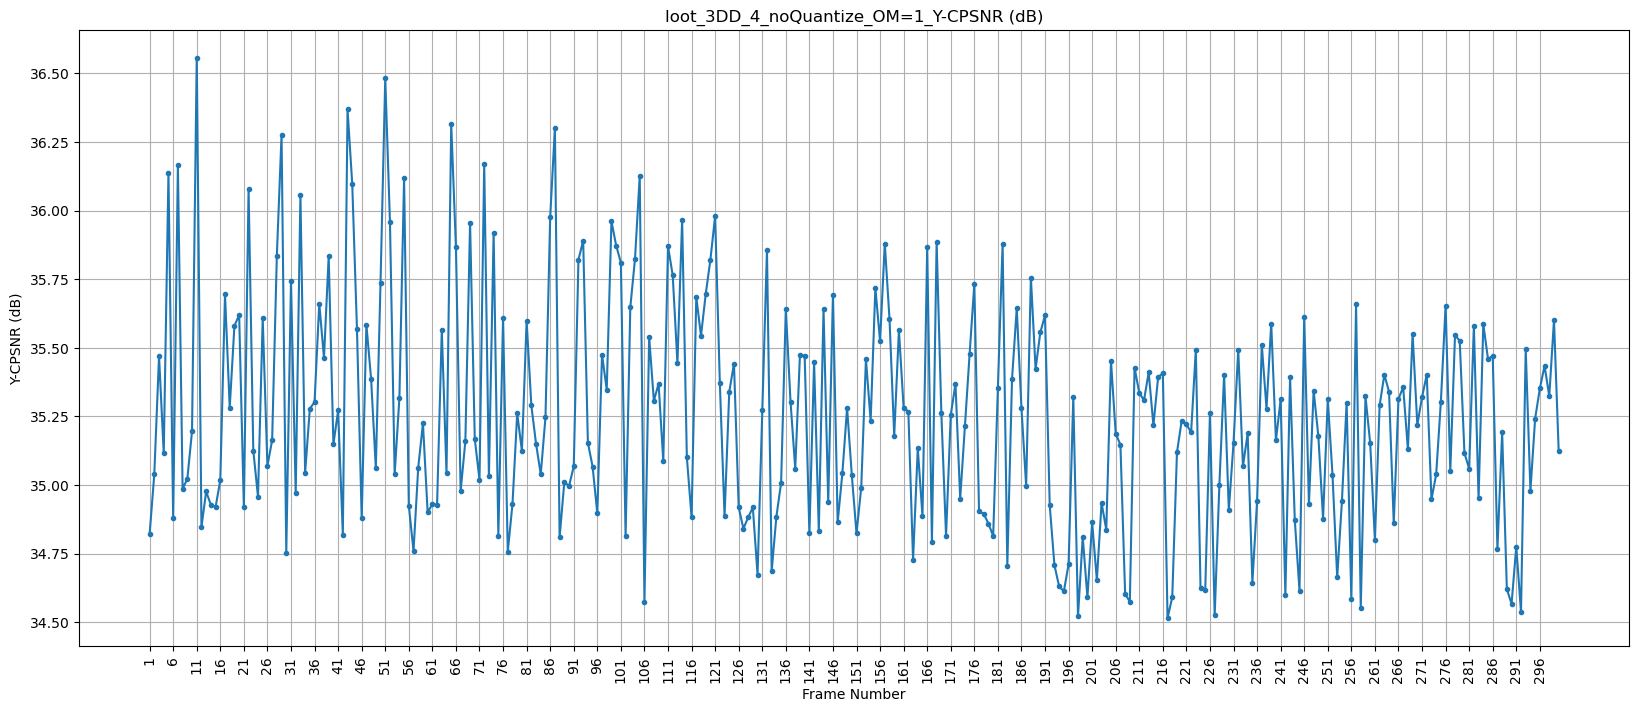 loot_3DD_4_noQuantize_OM=1_Y-CPSNR (dB)
Y-CPSNR (dB)
36.50
36.25
36.00
35.75
35.50
35.25
35.00
34.75
34.50
1 6 11 16 21 26 31 36 41 46 51 56 61 66 71 76 81 86 91 96 101 106 111 116 121 126 131 136 141 146 151 156 161 166 171 176 181 186 191 196 201 206 211 216 221 226 231 236 241 246 251 256 261 266 271 276 281 286 291 296
Frame Number